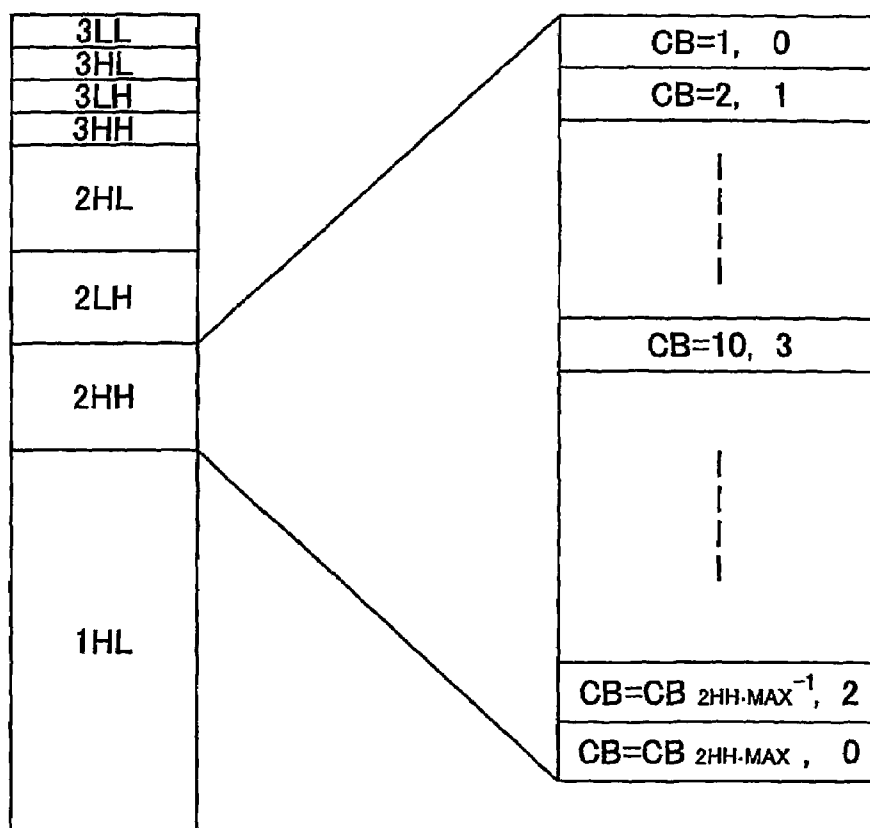 3LL
3HL
3LH
3HH
2HL
2LH
2HH
1HL
CB=1, 0
CB=2, 1
CB=10, 3
CB=CB 2HH·MAX-1, 2
CB=CB 2HH·MAX, 0